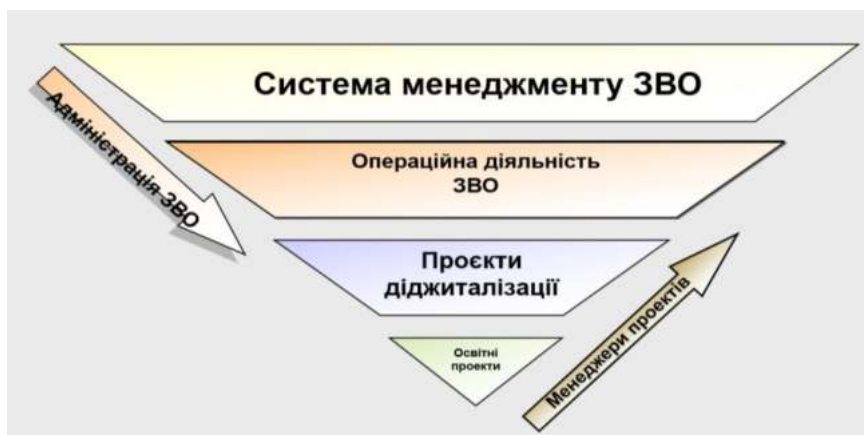 Система менеджменту ЗВО
Адміністрація ЗВО
Операційна діяльність
ЗВО
Проєкти
діджиталізації
Освітні
проекти
Менеджери проектів